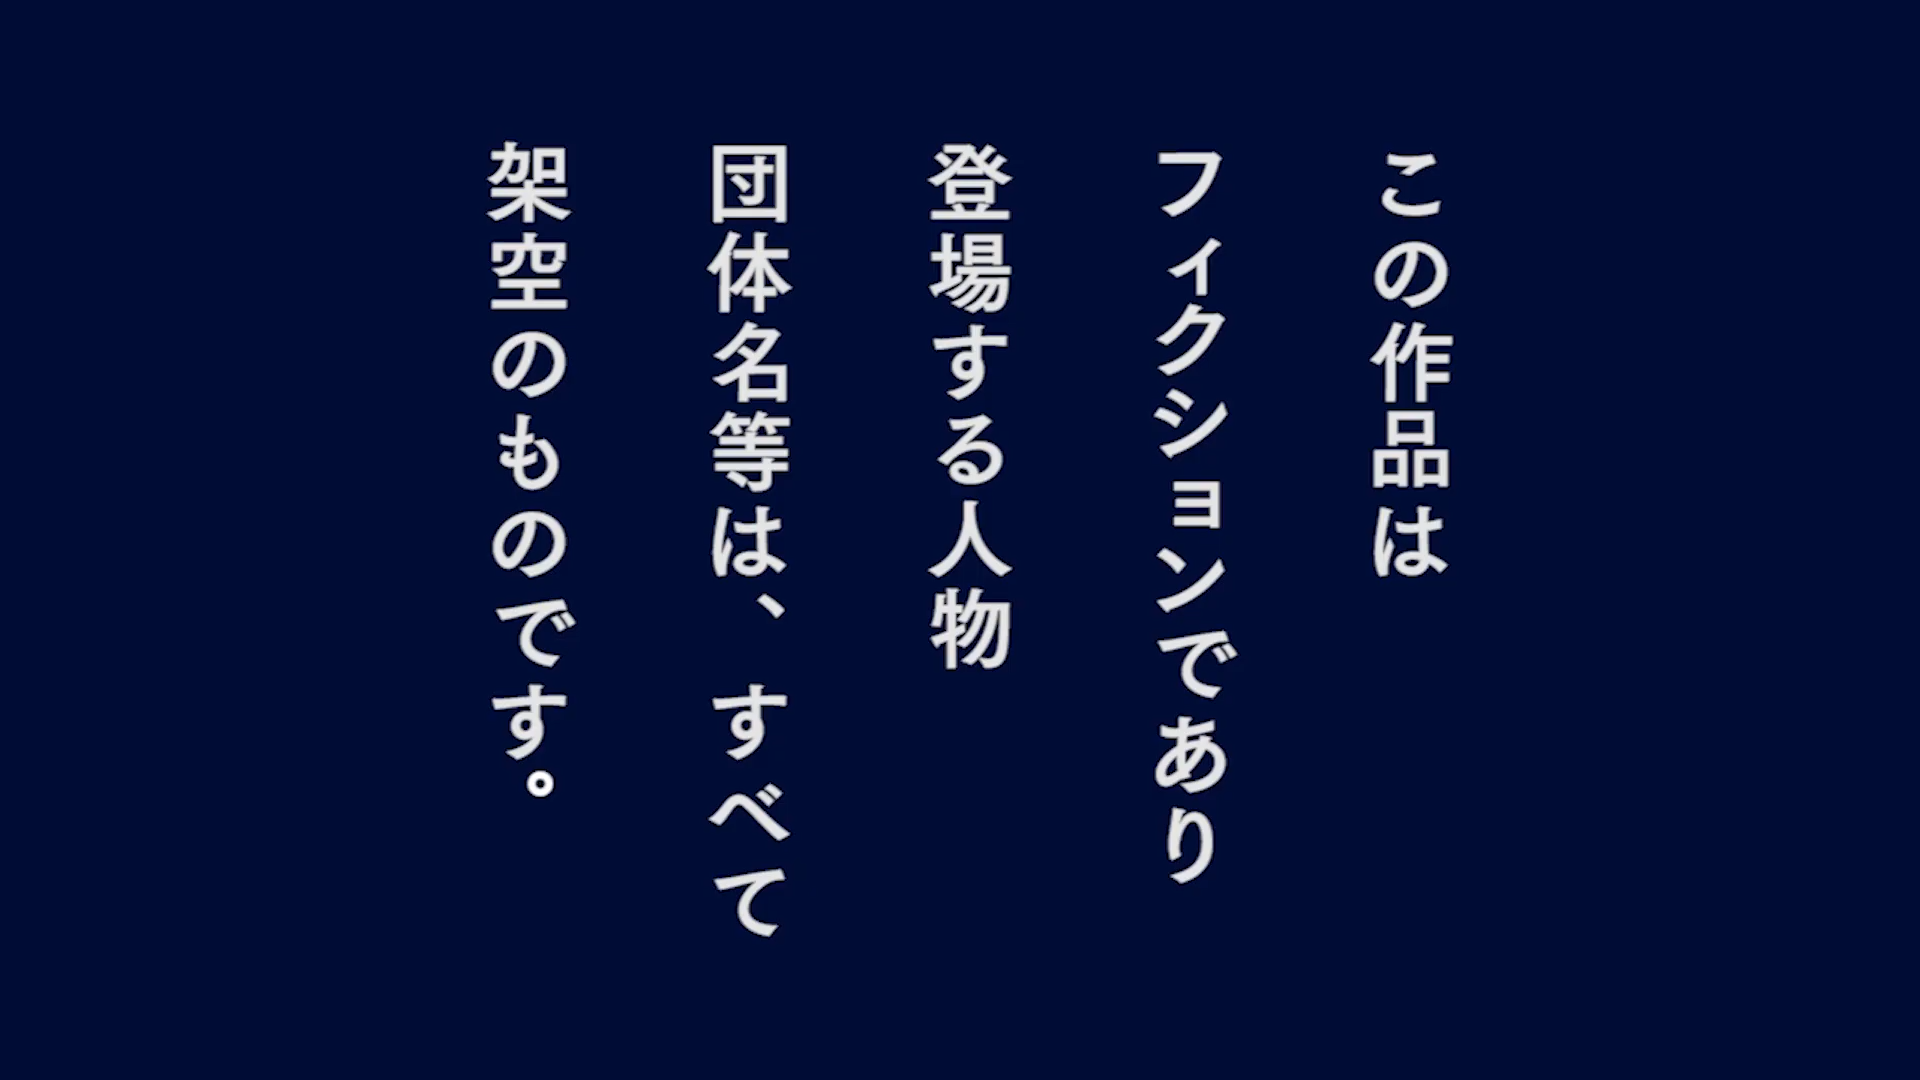 この作品は
フィクションであり
登場する人物
団体名等は、すべて
架空のものです。